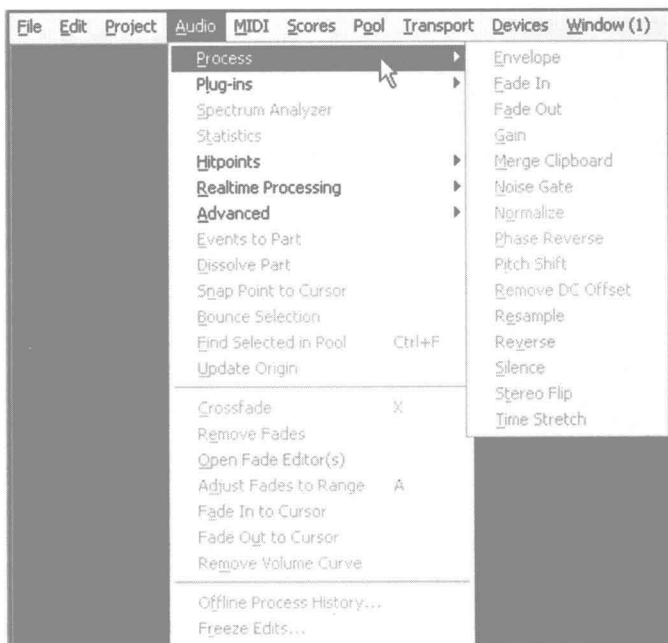 File Edit Project Audio MIDI Scores Pool Transport Devices Window (1)
Process
Plug-ins
Spectrum Analyzer
Statistics
Hitpoints
Realtime Processing
Advanced
Events to Part
Dissolve Part
Snap Point to Cursor
Bounce Selection
Find Selected in Pool Ctrl+F
Update Origin
Crossfade X
Remove Fades
Open Fade Editor(s)
Adjust Fades to Range A
Fade In to Cursor
Fade Out to Cursor
Remove Volume Curve
Offline Process History...
Freeze Edits...
Envelope
Fade In
Fade Out
Gain
Merge Clipboard
Noise Gate
Normalize
Phase Reverse
Pitch Shift
Remove DC Offset
Resample
Reverse
Silence
Stereo Flip
Time Stretch